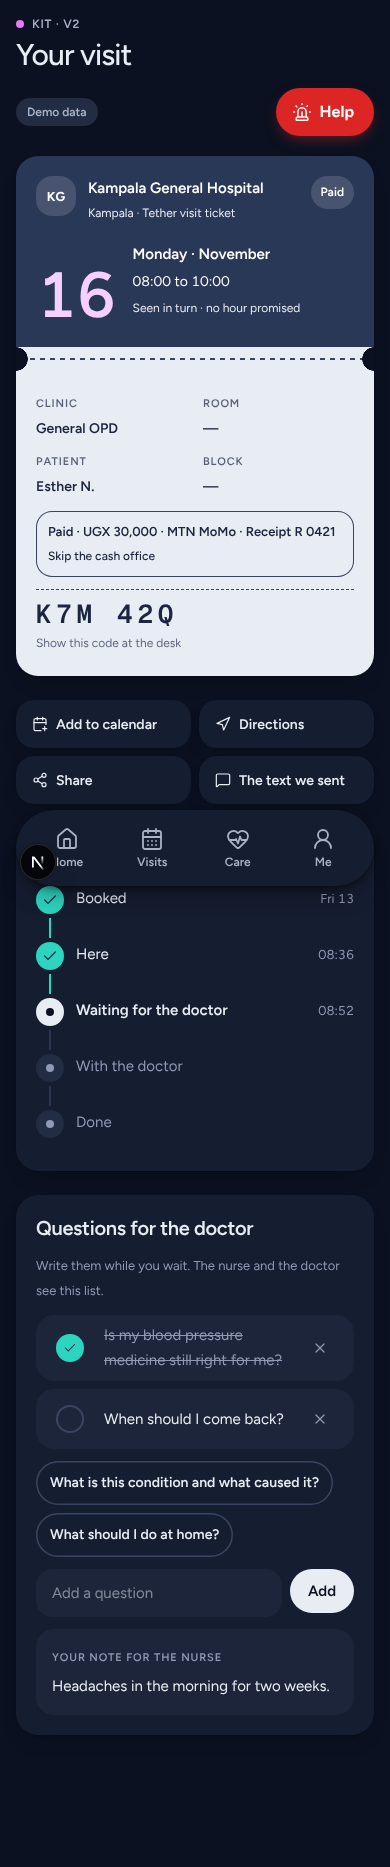 KIT · V2
Your visit
Demo data
Help
KG
Kampala General Hospital
Kampala · Tether visit ticket
Paid
16
Monday · November
08:00 to 10:00
Seen in turn · no hour promised
CLINIC
ROOM
General OPD
—
PATIENT
BLOCK
Esther N.
—
Paid · UGX 30,000 · MTN MoMo · Receipt R 0421
Skip the cash office
K7M 42Q
Show this code at the desk
Add to calendar
Directions
Share
The text we sent
N
ome
Visits
Care
Me
Booked
Fri 13
Here
08:36
Waiting for the doctor
08:52
With the doctor
Done
Questions for the doctor
Write them while you wait. The nurse and the doctor
see this list.
Is my blood pressure
medicine still right for me?
When should I come back?
What is this condition and what caused it?
What should I do at home?
Add a question
Add
YOUR NOTE FOR THE NURSE
Headaches in the morning for two weeks.